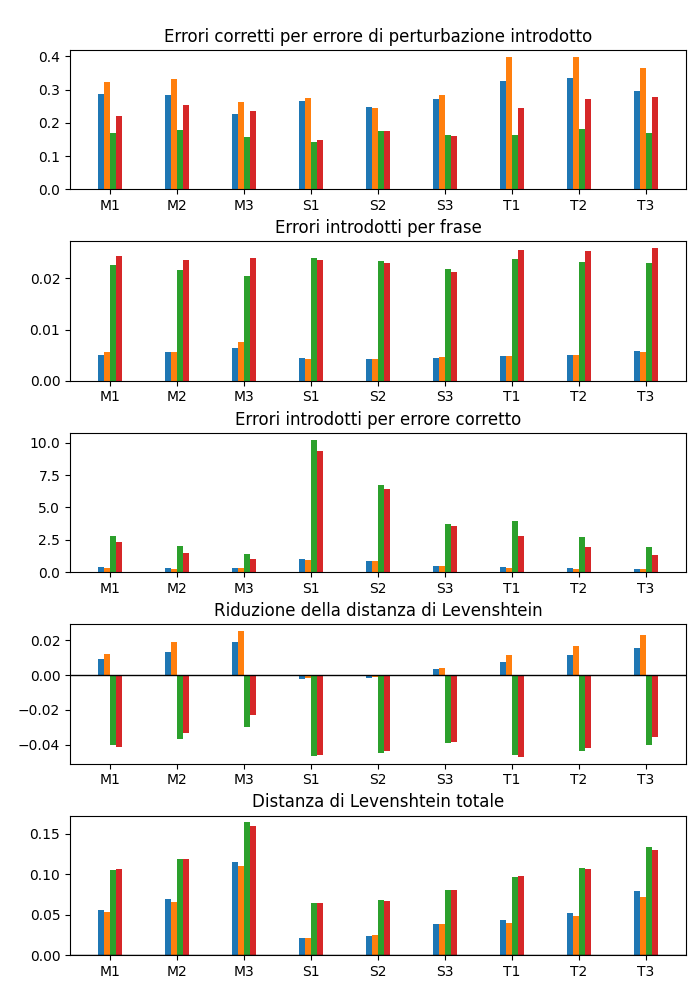 Errori corretti per errore di perturbazione introdotto
0.4
0.3
0.2
0.1
0.0
M1 M2 M3 S1 S2 S3 T1 T2 T3
Errori introdotti per frase
0.02
0.01
0.00
M1 M2 M3 S1 S2 S3 T1 T2 T3
Errori introdotti per errore corretto
10.0
7.5
5.0
2.5
0.0
M1 M2 M3 S1 S2 S3 T1 T2 T3
Riduzione della distanza di Levenshtein
0.02
0.00
−0.02
−0.04
M1 M2 M3 S1 S2 S3 T1 T2 T3
Distanza di Levenshtein totale
0.15
0.10
0.05
0.00
M1 M2 M3 S1 S2 S3 T1 T2 T3